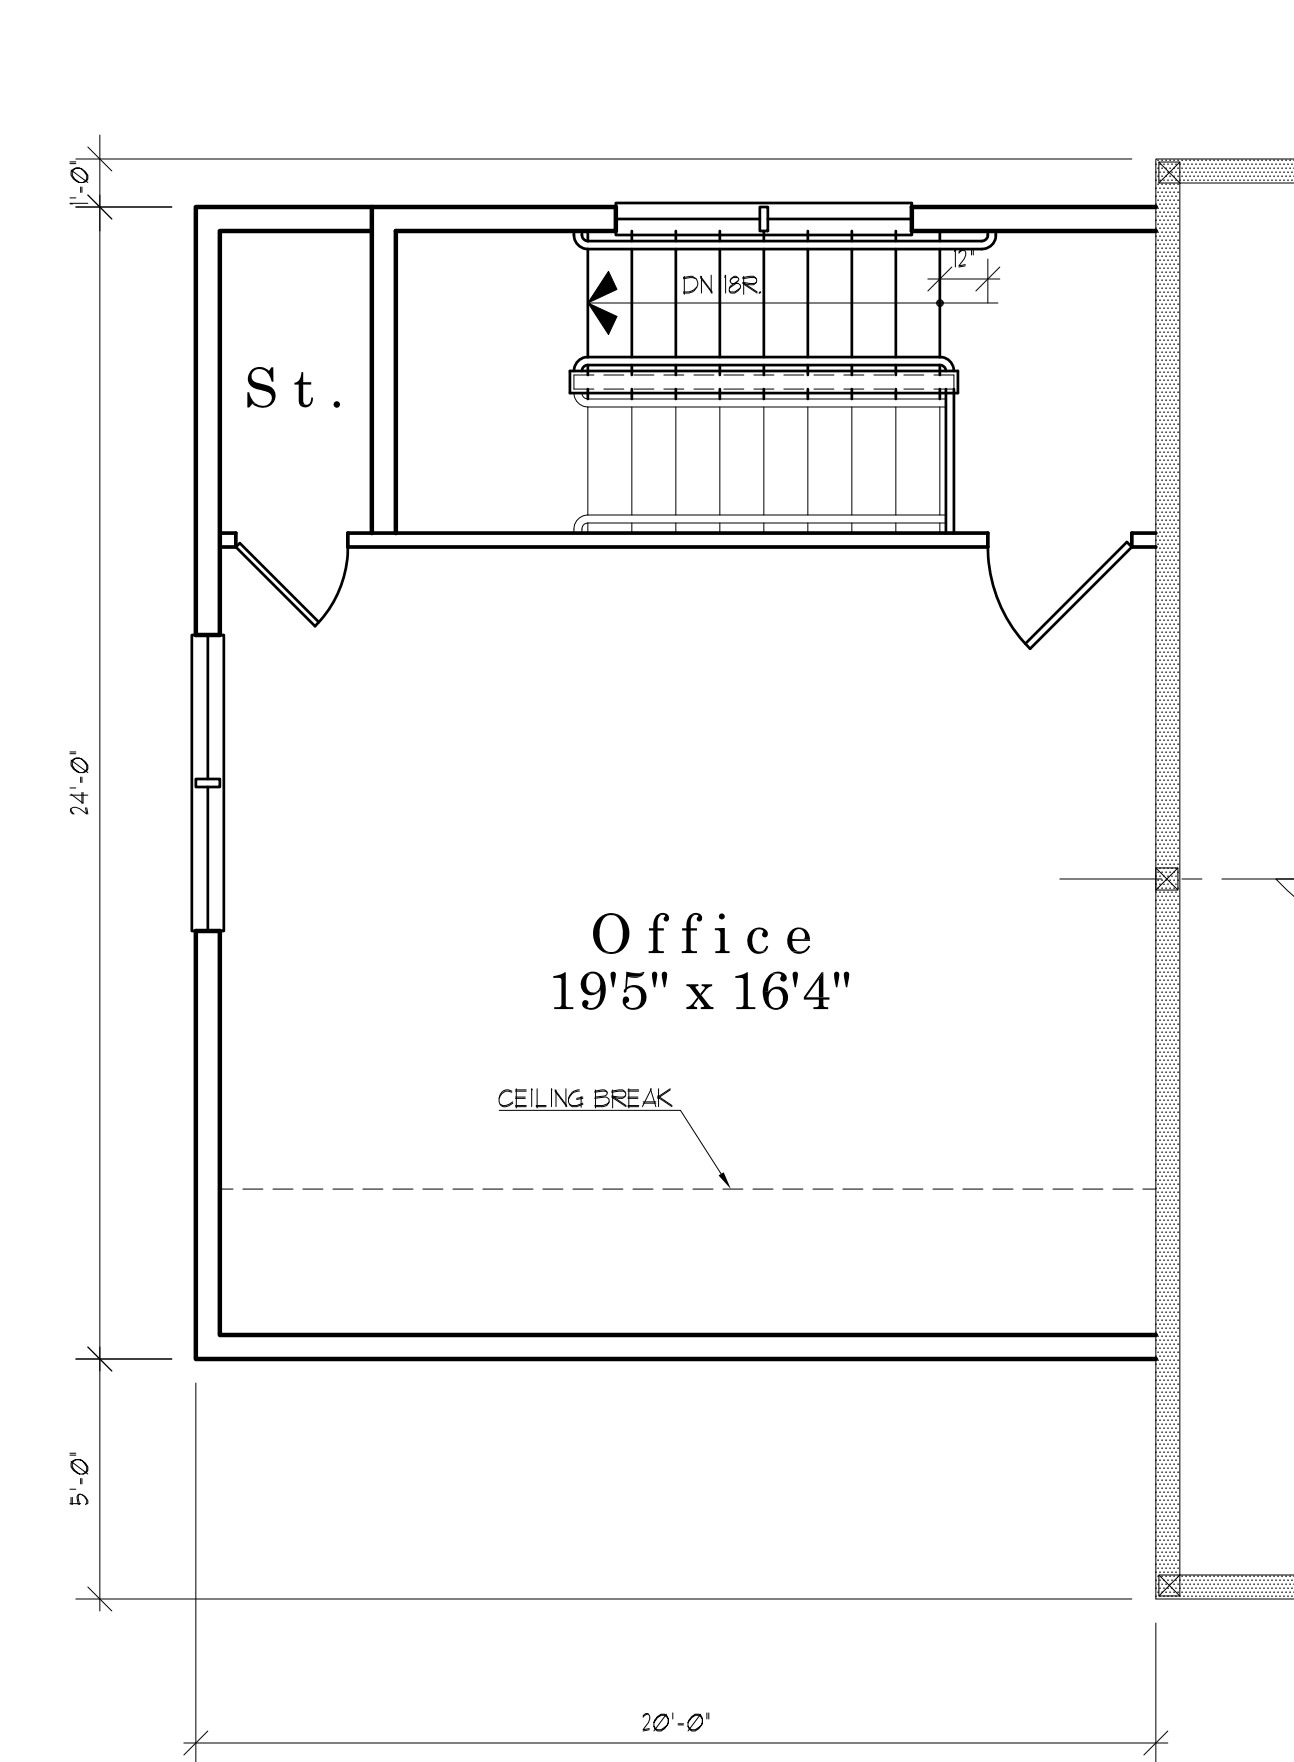 1'-0"
12"
DN 18R.
St.
24'-0"
Office
19'5" x 16'4"
CEILING BREAK
5'-0"
20'-0"